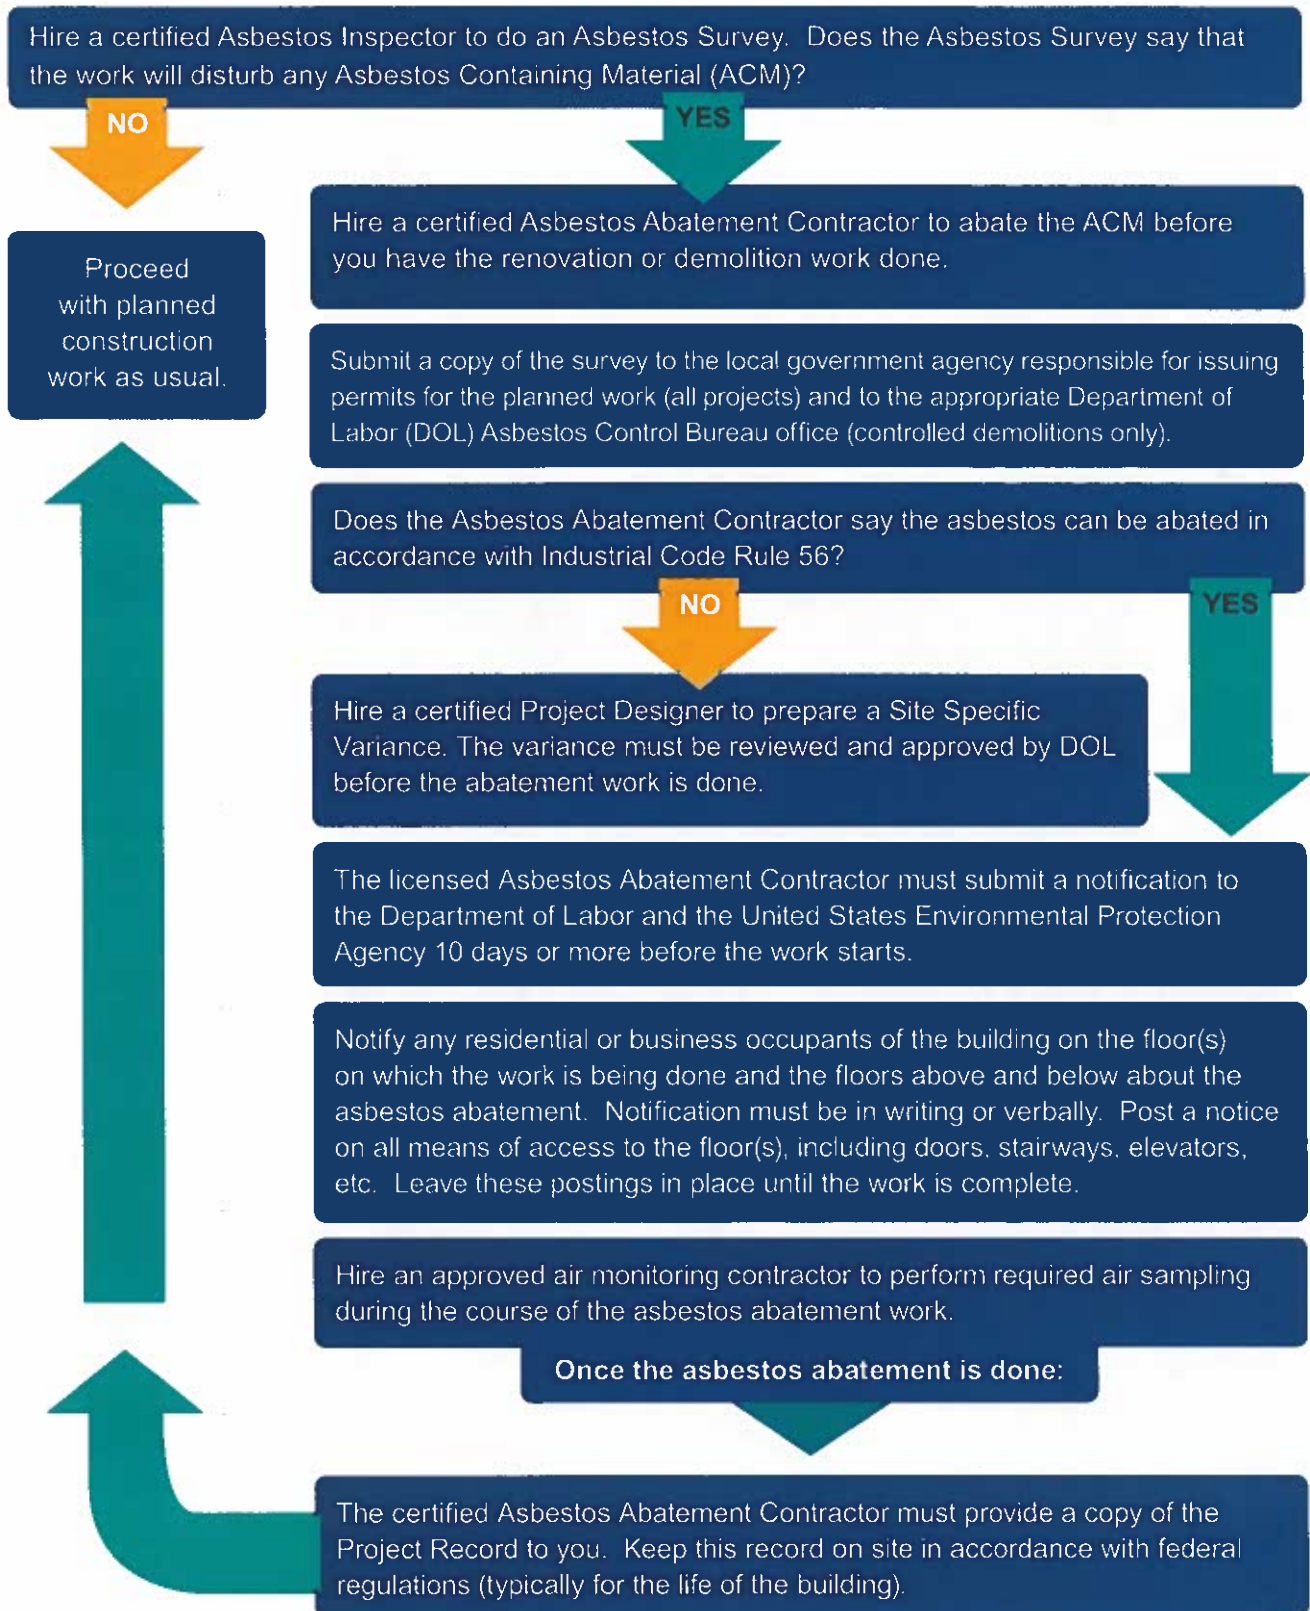 Hire a certified Asbestos Inspector to do an Asbestos Survey. Does the Asbestos Survey say that
the work will disturb any Asbestos Containing Material (ACM)?
NO
YES
Proceed
with planned
construction
work as usual.
Hire a certified Asbestos Abatement Contractor to abate the ACM before
you have the renovation or demolition work done.
Submit a copy of the survey to the local government agency responsible for issuing
permits for the planned work (all projects) and to the appropriate Department of
Labor (DOL) Asbestos Control Bureau office (controlled demolitions only).
Does the Asbestos Abatement Contractor say the asbestos can be abated in
accordance with Industrial Code Rule 56?
NO
YES
Hire a certified Project Designer to prepare a Site Specific
Variance. The variance must be reviewed and approved by DOL
before the abatement work is done.
The licensed Asbestos Abatement Contractor must submit a notification to
the Department of Labor and the United States Environmental Protection
Agency 10 days or more before the work starts.
Notify any residential or business occupants of the building on the floor(s)
on which the work is being done and the floors above and below about the
asbestos abatement. Notification must be in writing or verbally. Post a notice
on all means of access to the floor(s), including doors, stairways, elevators,
etc. Leave these postings in place until the work is complete.
Hire an approved air monitoring contractor to perform required air sampling
during the course of the asbestos abatement work.
Once the asbestos abatement is done:
The certified Asbestos Abatement Contractor must provide a copy of the
Project Record to you. Keep this record on site in accordance with federal
regulations (typically for the life of the building).